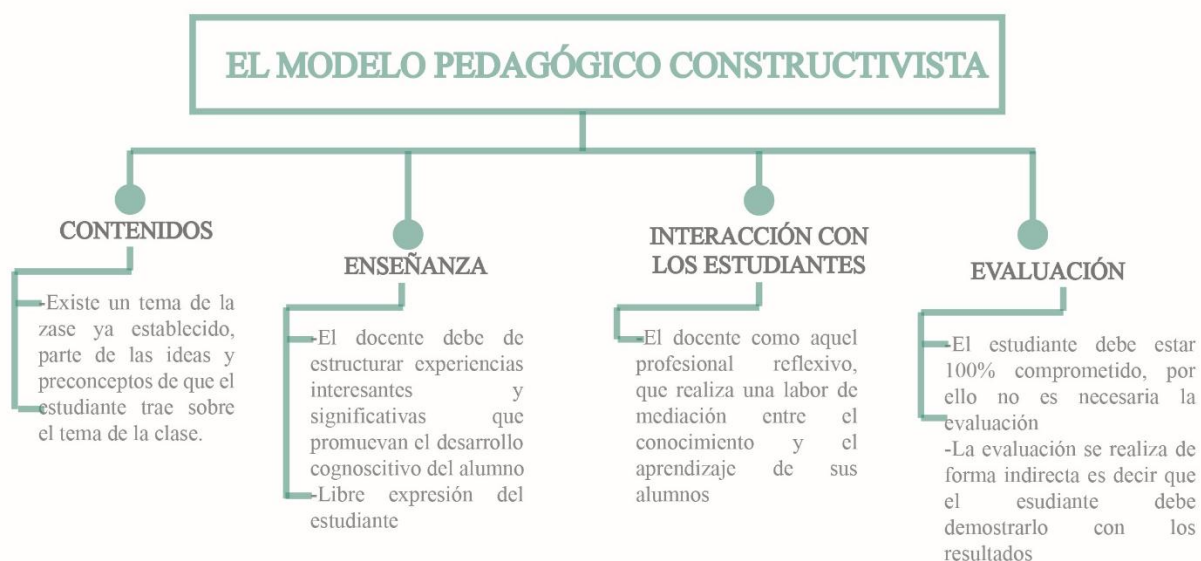 EL MODELO PEDAGÓGICO CONSTRUCTIVISTA
CONTENIDOS
-Existe un tema de la
zase ya establecido,
parte de las ideas y
preconceptos de que el
estudiante trae sobre
el tema de la clase.
ENSEÑANZA
-El docente debe de
estructurar experiencias
interesantes y
significativas que
promuevan el desarrollo
cognoscitivo del alumno
-Libre expresión del
estudiante
INTERACCIÓN CON
LOS ESTUDIANTES
-El docente como aquel
profesional reflexivo,
que realiza una labor de
mediación entre el
conocimiento y el
aprendizaje de sus
alumnos
EVALUACIÓN
-El estudiante debe estar
100% comprometido, por
ello no es necesaria la
evaluación
-La evaluación se realiza de
forma indirecta es decir que
el esudiante debe
demostrarlo con los
resultados